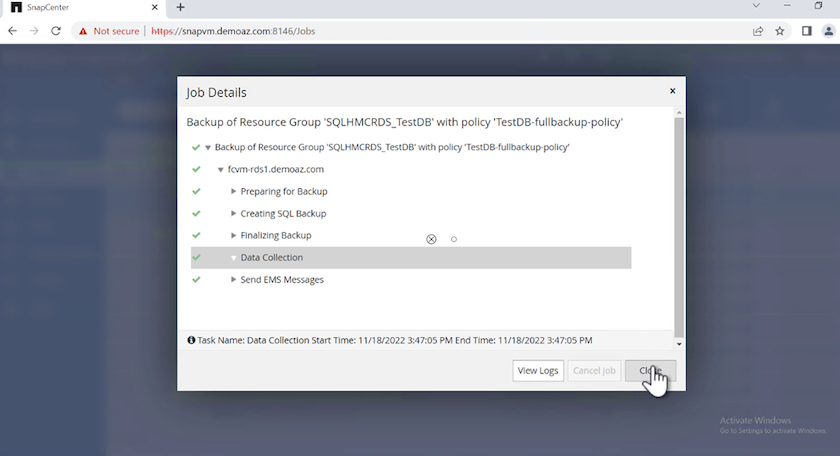 SnapCenter
Not secure
https://snapvm.demoaz.com:8146/Jobs
Job Details
Backup of Resource Group 'SQLHMCRDS_TestDB' with policy 'TestDB-fullbackup-policy'
Backup of Resource Group 'SQLHMCRDS_TestDB' with policy 'TestDB-fullbackup-policy'
fcvm-rds1.demoaz.com
Preparing for Backup
Creating SQL Backup
Finalizing Backup
Data Collection
Send EMS Messages
Task Name: Data Collection Start Time: 11/18/2022 3:47:05 PM End Time: 11/18/2022 3:47:05 PM
View Logs
Cancel Job
Close
Activate Windows
Go to Settings to activate Windows.